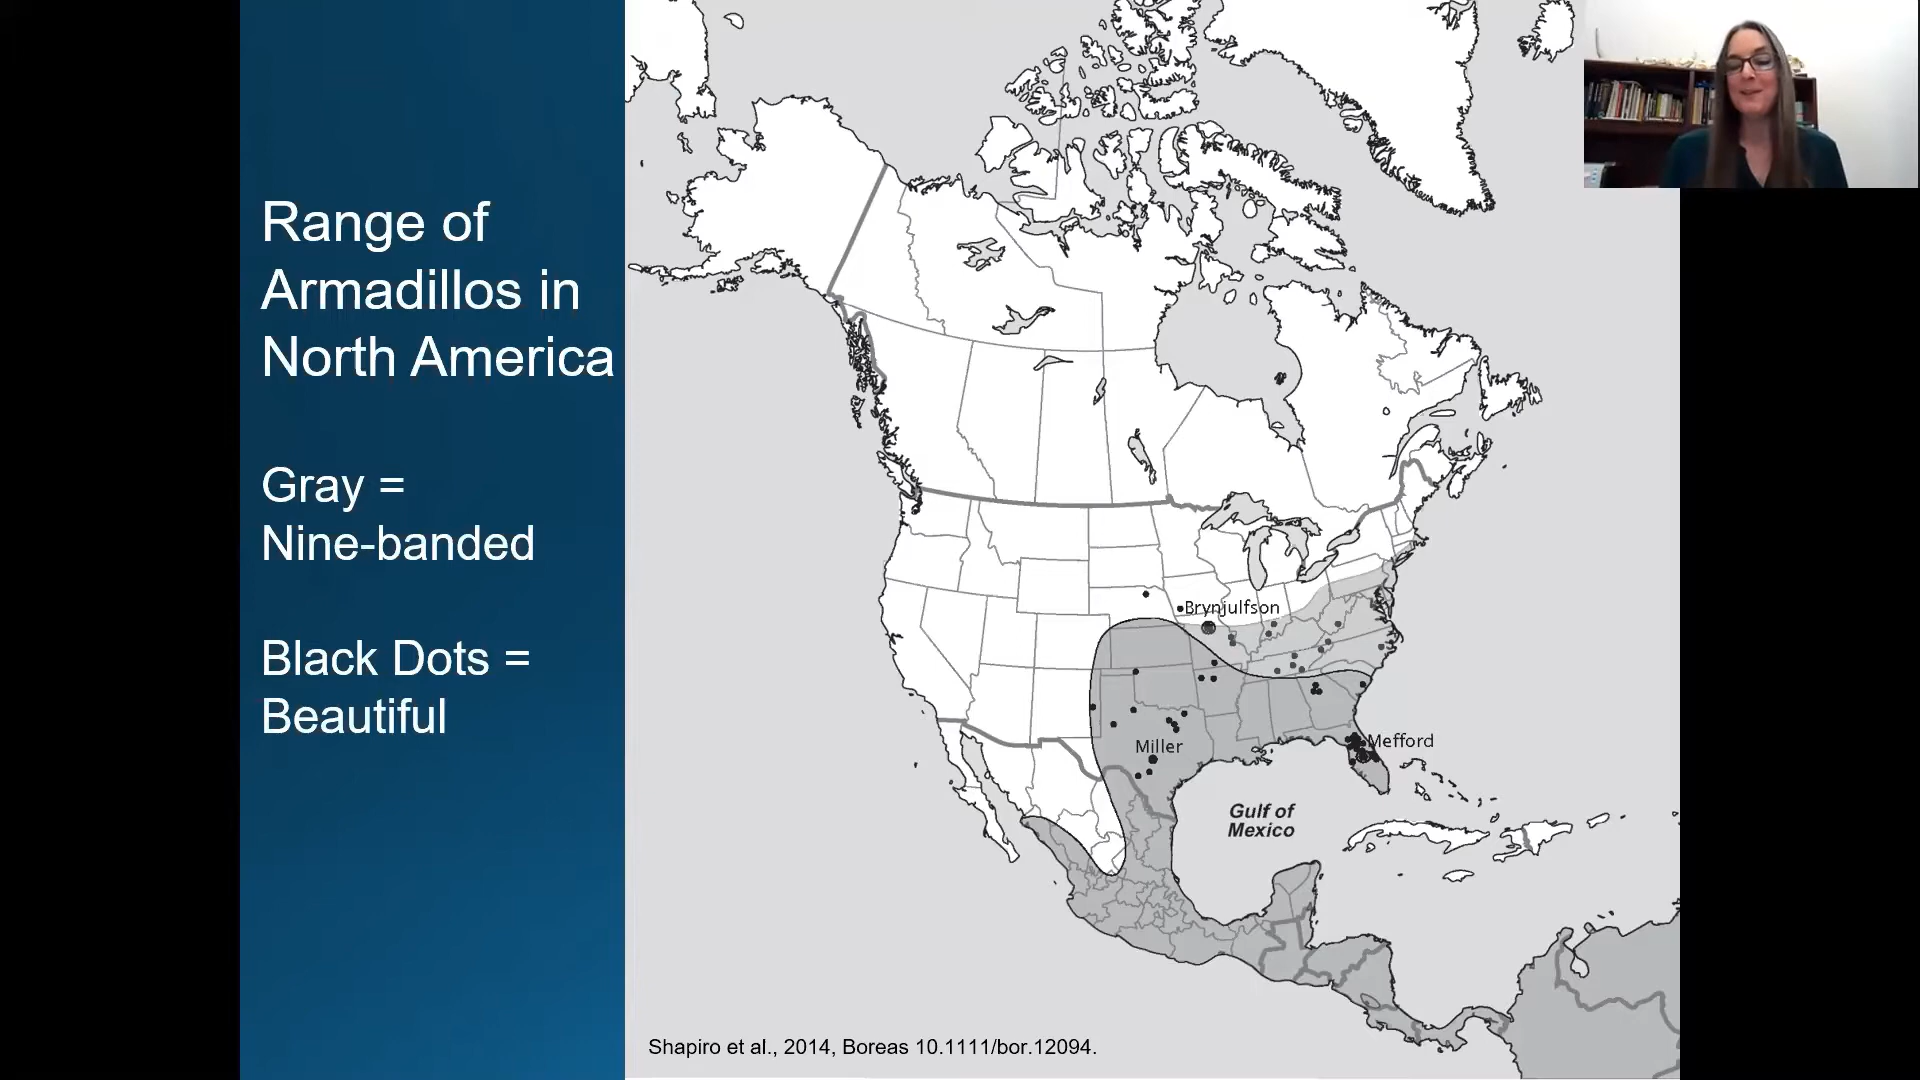 Range of
Armadillos in
North America
Gray =
Nine-banded
Black Dots =
Beautiful
Brynjulfson
Miller
Mefford
Gulf of
Mexico
Shapiro et al., 2014, Boreas 10.1111/bor.12094.